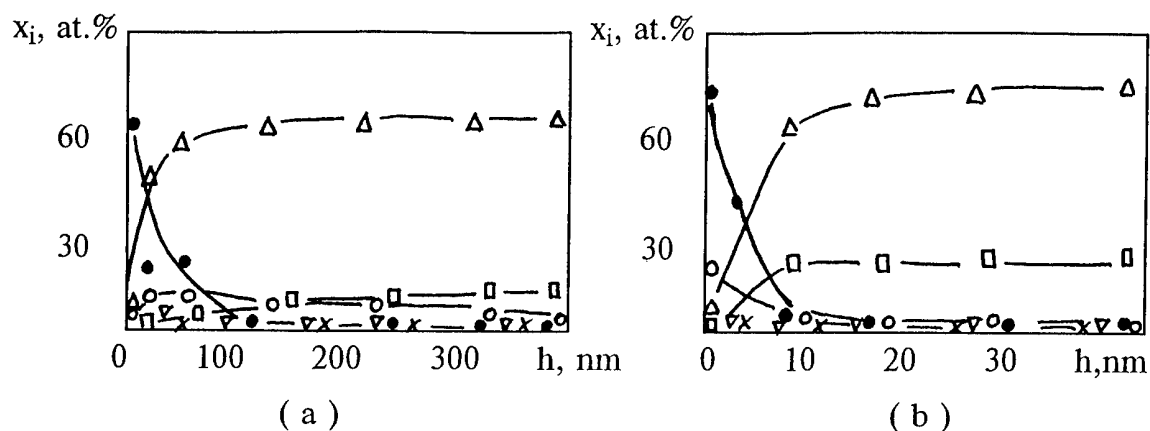 xi, at.%
60
30
0 100 200 300 h, nm
( a )
xi, at.%
60
30
0 10 20 30 h,nm
( b )